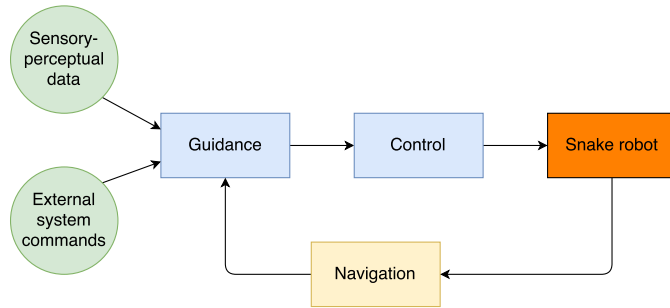 Sensory-
perceptual
data
Guidance
Control
Snake robot
External
system
commands
Navigation